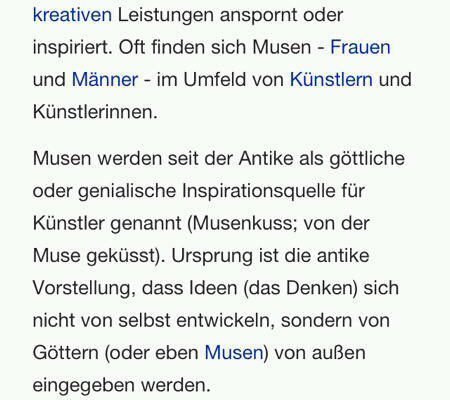 kreativen Leistungen anspornt oder
inspiriert. Oft finden sich Musen - Frauen
und Männer - im Umfeld von Künstlern und
Künstlerinnen.
Musen werden seit der Antike als göttliche
oder genialische Inspirationsquelle für
Künstler genannt (Musenkuss; von der
Muse geküsst). Ursprung ist die antike
Vorstellung, dass Ideen (das Denken) sich
nicht von selbst entwickeln, sondern von
Göttern (oder eben Musen) von außen
eingegeben werden.